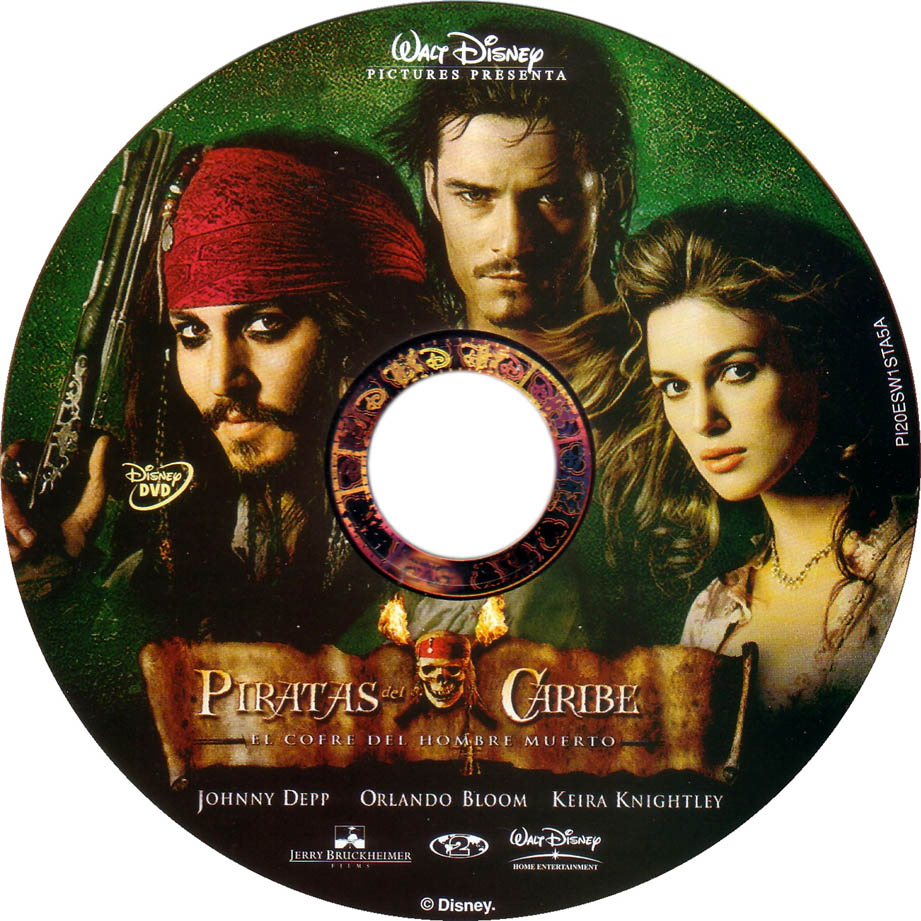 WALT DISNEY
PICTURES PRESENTA
PI20ESW1STA5A
DISNEY
DVD
PIRATAS del CARIBE
EL COFRE DEL HOMBRE MUERTO
JOHNNY DEPP ORLANDO BLOOM KEIRA KNIGHTLEY
JERRY BRUCKHEIMER
FILMS
2
WALT DISNEY
HOME ENTERTAINMENT
© Disney.